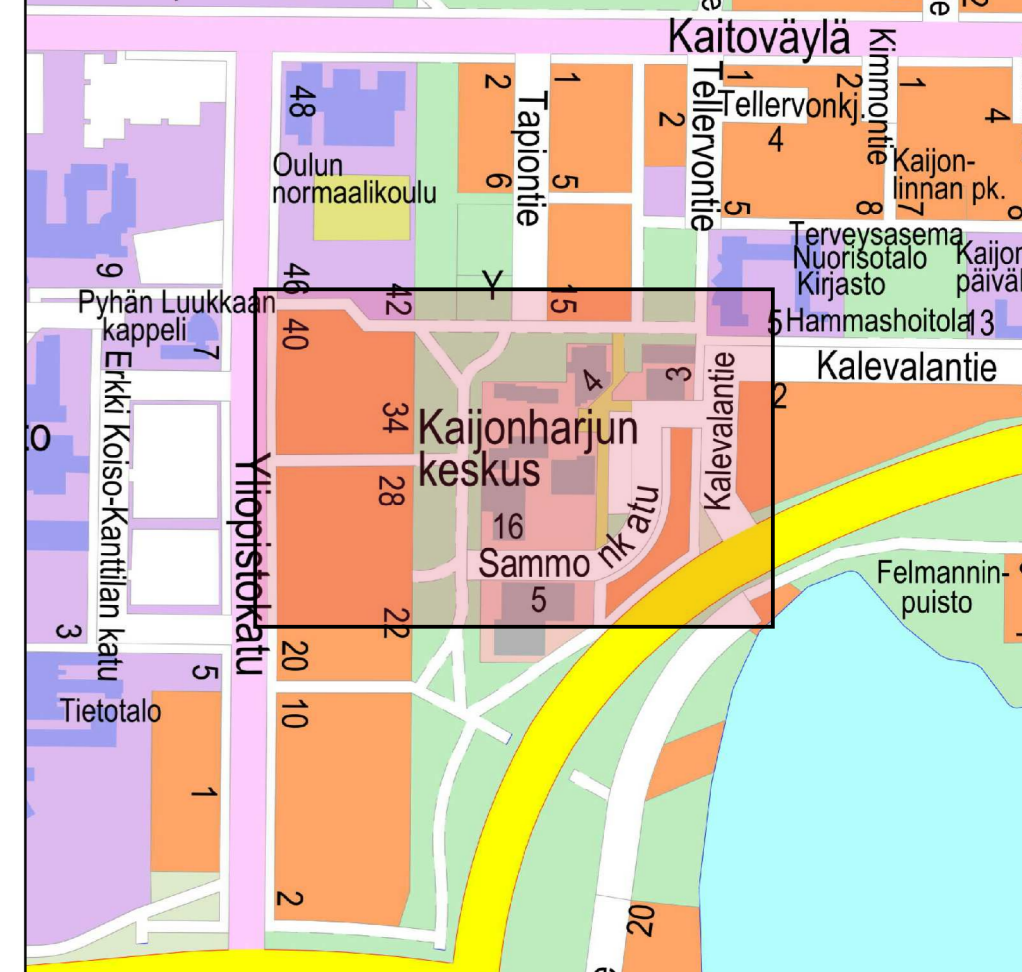 Kaitoväylä
Kimmontie
2
1
2
1
2
1
4
48
Tapiontie
Tellervontie
Tellervonkj.
4
Oulun
normaalikoulu
6
5
2
5
8
7
Kaijon-
linnan pk.
Terveysasema
Nuorisotalo
Kirjasto
Kaijon
päiväl
9
46
42
Y
15
Pyhän Luukkaan
kappeli
7
40
5
Hammashoitola
13
Kalevalantie
Kalevalantie
2
4
3
34
Kaijonharjun
keskus
Erkki Koiso-Kanttilan katu
Yliopistokatu
28
16
Sammonkatu
5
Felmannin-
puisto
22
3
20
5
10
Tietotalo
1
2
20